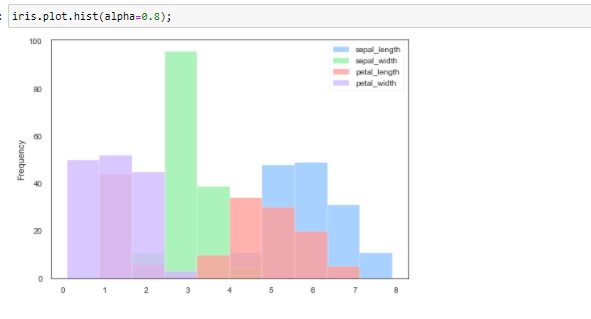 : iris.plot.hist(alpha=0.8);
100
80
60
40
20
0
Frequency
sepal_length
sepal_width
petal_length
petal_width
0 1 2 3 4 5 6 7 8